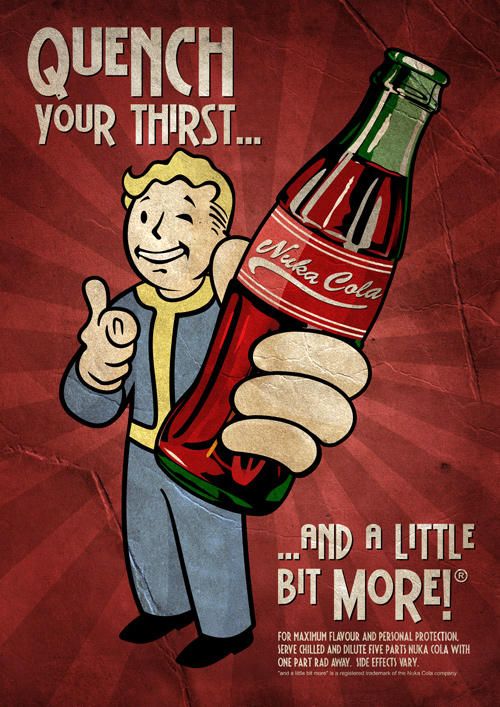 QUENCH
YOUR THIRST...
Nuka Cola
...AND A LITTLE
BIT MORE!®
FOR MAXIMUM FLAVOUR AND PERSONAL PROTECTION,
SERVE CHILLED AND DILUTE FIVE PARTS NUKA COLA WITH
ONE PART RAD AWAY. SIDE EFFECTS VARY.
"and a little bit more" is a registered trademark of the Nuka Cola company